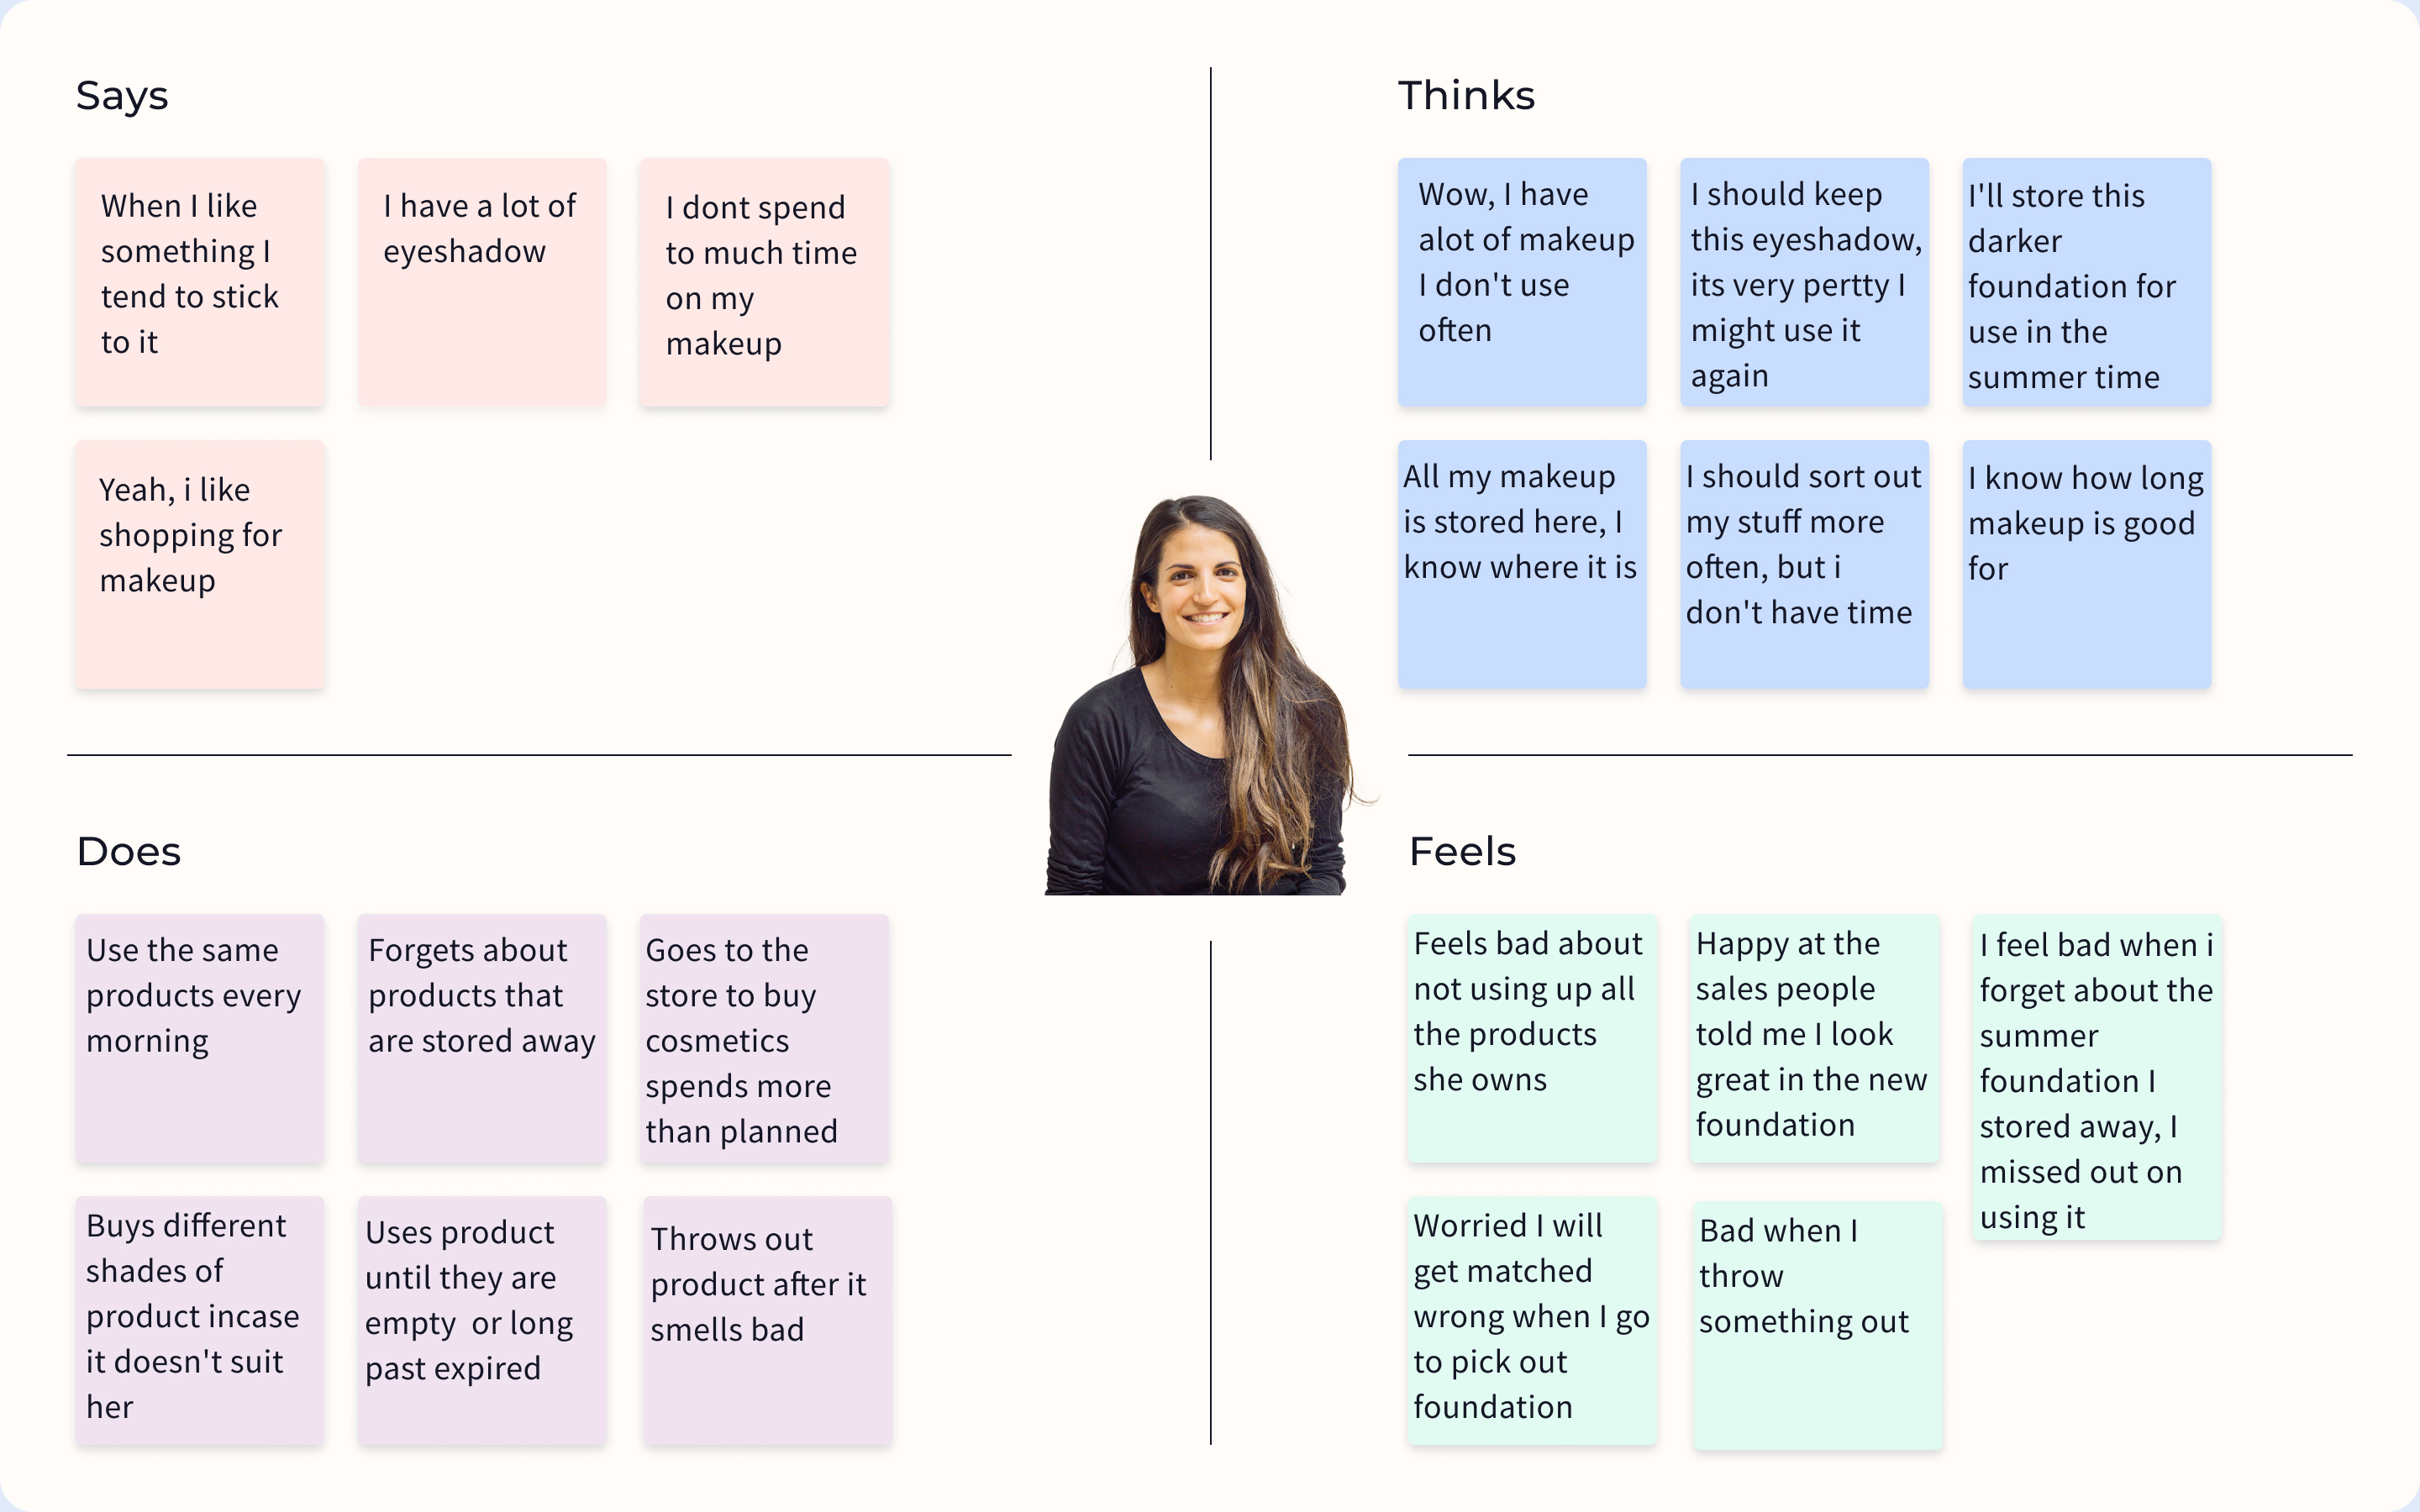 Says
When I like
something I
tend to stick
to it
I have a lot of
eyeshadow
I dont spend
to much time
on my
makeup
Yeah, i like
shopping for
makeup
Thinks
Wow, I have
alot of makeup
I don't use
often
I should keep
this eyeshadow,
its very pertty I
might use it
again
I'll store this
darker
foundation for
use in the
summer time
All my makeup
is stored here, I
know where it is
I should sort out
my stuff more
often, but i
don't have time
I know how long
makeup is good
for
Does
Use the same
products every
morning
Forgets about
products that
are stored away
Goes to the
store to buy
cosmetics
spends more
than planned
Buys different
shades of
product incase
it doesn't suit
her
Uses product
until they are
empty  or long
past expired
Throws out
product after it
smells bad
Feels
Feels bad about
not using up all
the products
she owns
Happy at the
sales people
told me I look
great in the new
foundation
I feel bad when i
forget about the
summer
foundation I
stored away, I
missed out on
using it
Worried I will
get matched
wrong when I go
to pick out
foundation
Bad when I
throw
something out